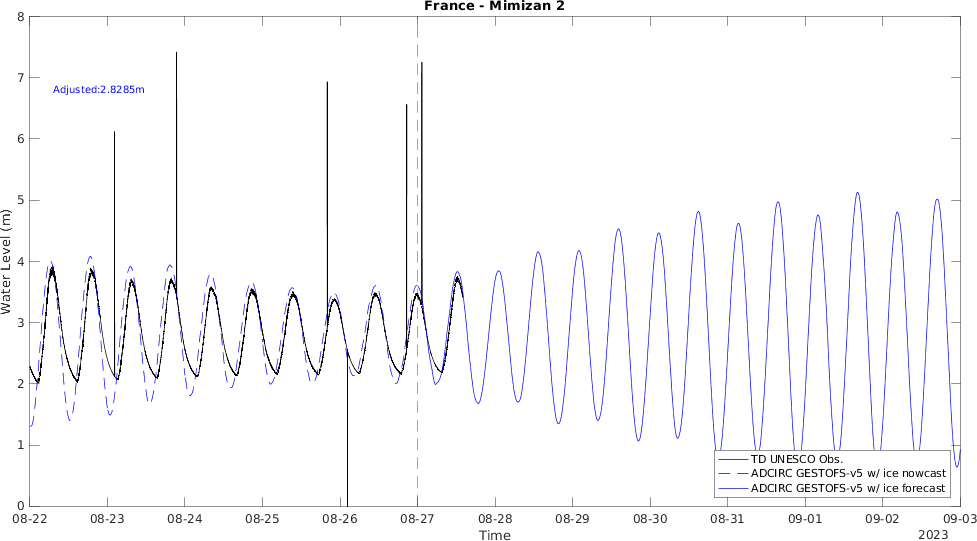 France - Mimizan 2
8
7
6
5
4
3
2
1
0
Water Level (m)
Adjusted:2.8285m
TD UNESCO Obs.
ADCIRC GESTOFS-v5 w/ ice nowcast
ADCIRC GESTOFS-v5 w/ ice forecast
08-22 08-23 08-24 08-25 08-26 08-27 08-28 08-29 08-30 08-31 09-01 09-02 09-03
Time
2023